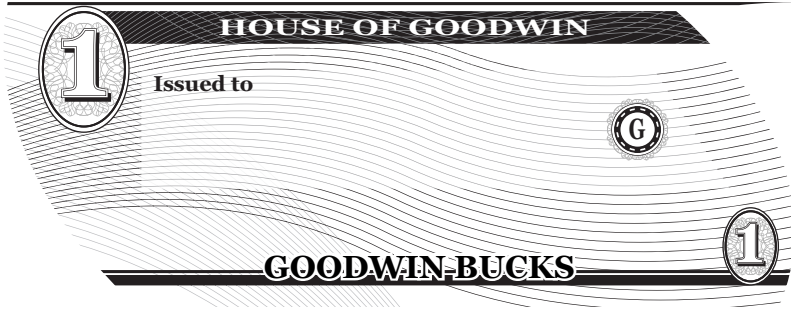 HOUSE OF GOODWIN
1
Issued to
G
1
GOODWIN BUCKS